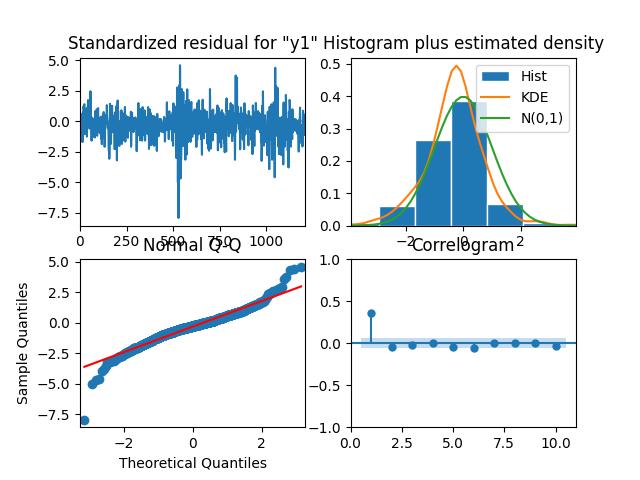 Standardized residual for "y1"
5.0
2.5
0.0
−2.5
−5.0
−7.5
0 250 500 750 1000
Histogram plus estimated density
0.5
0.4
0.3
0.2
0.1
0.0
Hist
KDE
N(0,1)
−2 0 2
Normal Q-Q
Sample Quantiles
5.0
2.5
0.0
−2.5
−5.0
−7.5
−2 0 2
Theoretical Quantiles
Correlogram
1.0
0.5
0.0
−0.5
−1.0
0.0 2.5 5.0 7.5 10.0